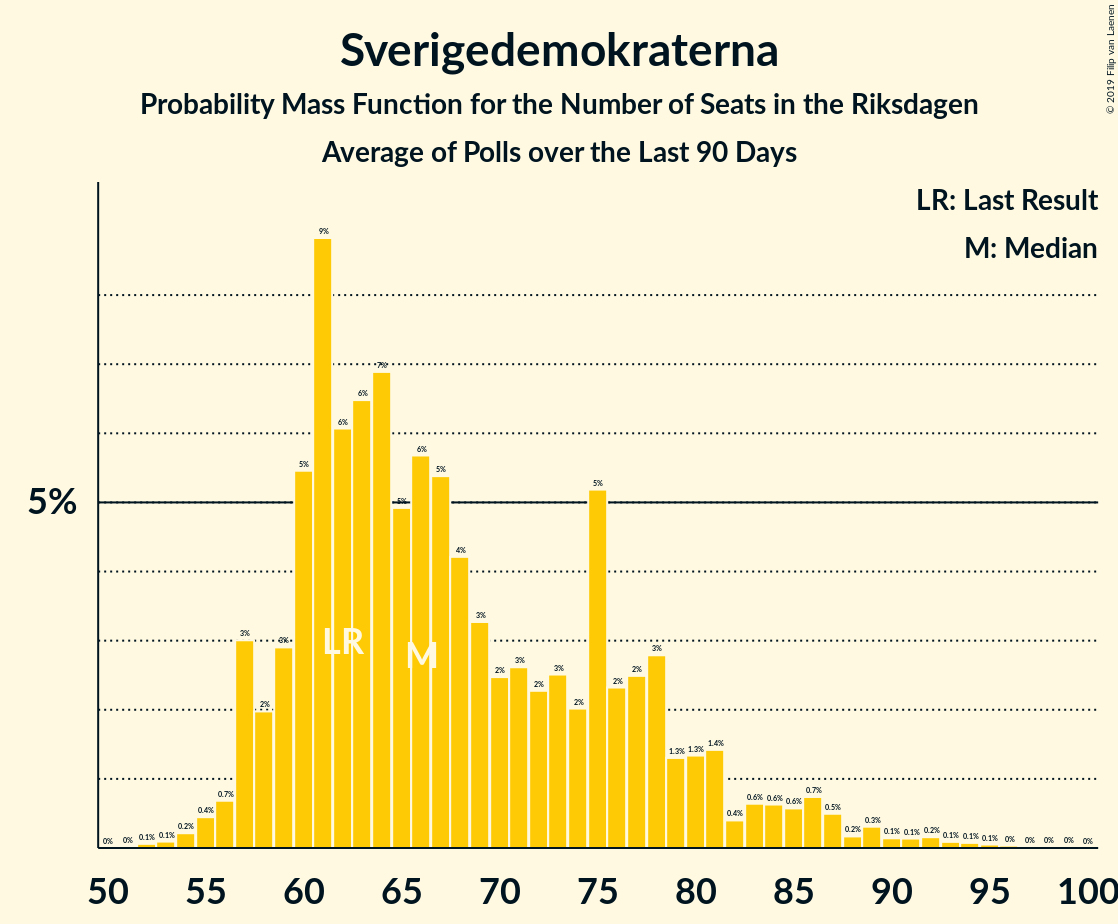 Sverigedemokraterna
Probability Mass Function for the Number of Seats in the Riksdagen
Average of Polls over the Last 90 Days
© 2019 Filip van Laenen
LR: Last Result
M: Median
5%
0% 0% 0.1% 0.1% 0.2% 0.4% 0.7% 3% 2% 3% 5% 9% 6% 6% 7% 5% 6% 5% 4% 3% 2% 3% 2% 3% 2% 5% 2% 2% 3% 1.3% 1.3% 1.4% 0.4% 0.6% 0.6% 0.6% 0.7% 0.5% 0.2% 0.3% 0.1% 0.1% 0.2% 0.1% 0.1% 0.1% 0% 0% 0% 0% 0%
LR
M
50 55 60 65 70 75 80 85 90 95 100